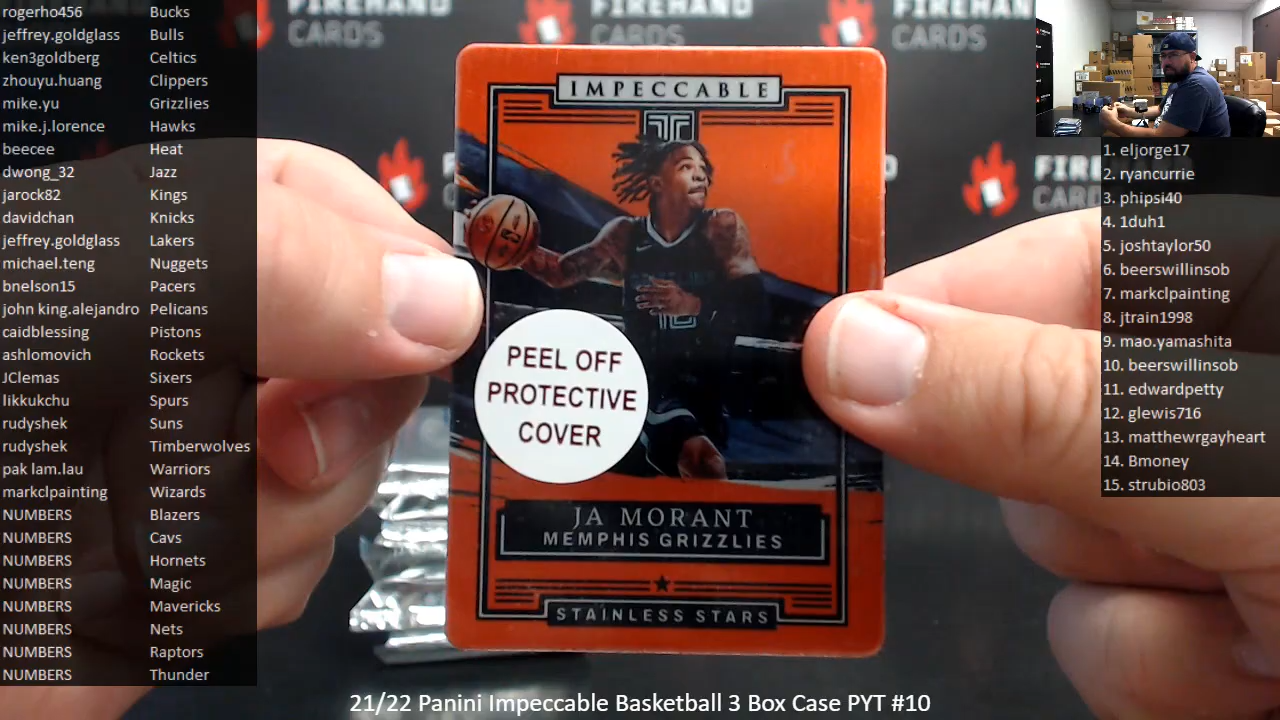 rogerho456 Bucks
jeffrey.goldglass Bulls
ken3goldberg Celtics
zhouyu.huang Clippers
mike.yu Grizzlies
mike.j.lorence Hawks
beecee Heat
dwong_32 Jazz
jarock82 Kings
davidchan Knicks
jeffrey.goldglass Lakers
michael.teng Nuggets
bnelson15 Pacers
john king.alejandro Pelicans
caidblessing Pistons
ashlomovich Rockets
JClemas Sixers
likkukchu Spurs
rudyshek Suns
rudyshek Timberwolves
pak lam.lau Warriors
markclpainting Wizards
NUMBERS Blazers
NUMBERS Cavs
NUMBERS Hornets
NUMBERS Magic
NUMBERS Mavericks
NUMBERS Nets
NUMBERS Raptors
NUMBERS Thunder
FIREHAND
CARDS
FIREHAND
CARDS
FIRE
CARD
IMPECCABLE
PEEL OFF
PROTECTIVE
COVER
JA MORANT
MEMPHIS GRIZZLIES
STAINLESS STARS
1. eljorge17
2. ryancurrie
3. phipsi40
4. 1duh1
5. joshtaylor50
6. beerswillinsob
7. markclpainting
8. jtrain1998
9. mao.yamashita
10. beerswillinsob
11. edwardpetty
12. glewis716
13. matthewrgayheart
14. Bmoney
15. strubio803
21/22 Panini Impeccable Basketball 3 Box Case PYT #10